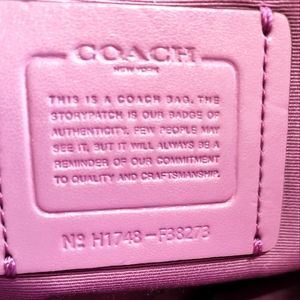 COACH
NEW YORK
THIS IS A COACH BAG. THE
STORYPATCH IS OUR BADGE OF
AUTHENTICITY. FEW PEOPLE MAY
SEE IT, BUT IT WILL ALWAYS BE A
REMINDER OF OUR COMMITMENT
TO QUALITY AND CRAFTSMANSHIP.
No H1748-F38273